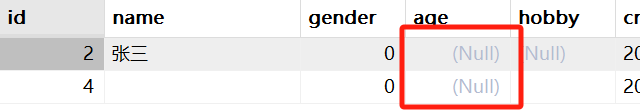 id name gender age hobby cr
2 张三 0 (Null) (Null) 20
4 0 (Null) 20